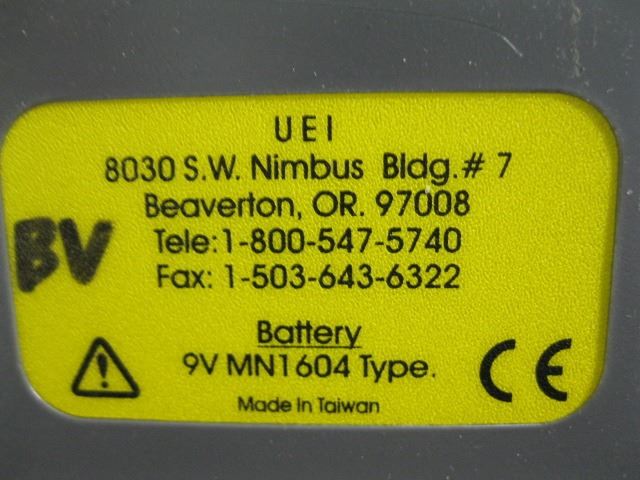 UEI
8030 S.W. Nimbus Bldg.# 7
Beaverton, OR. 97008
BV
Tele:1-800-547-5740
Fax: 1-503-643-6322
Battery
9V MN1604 Type.
CE
Made In Taiwan